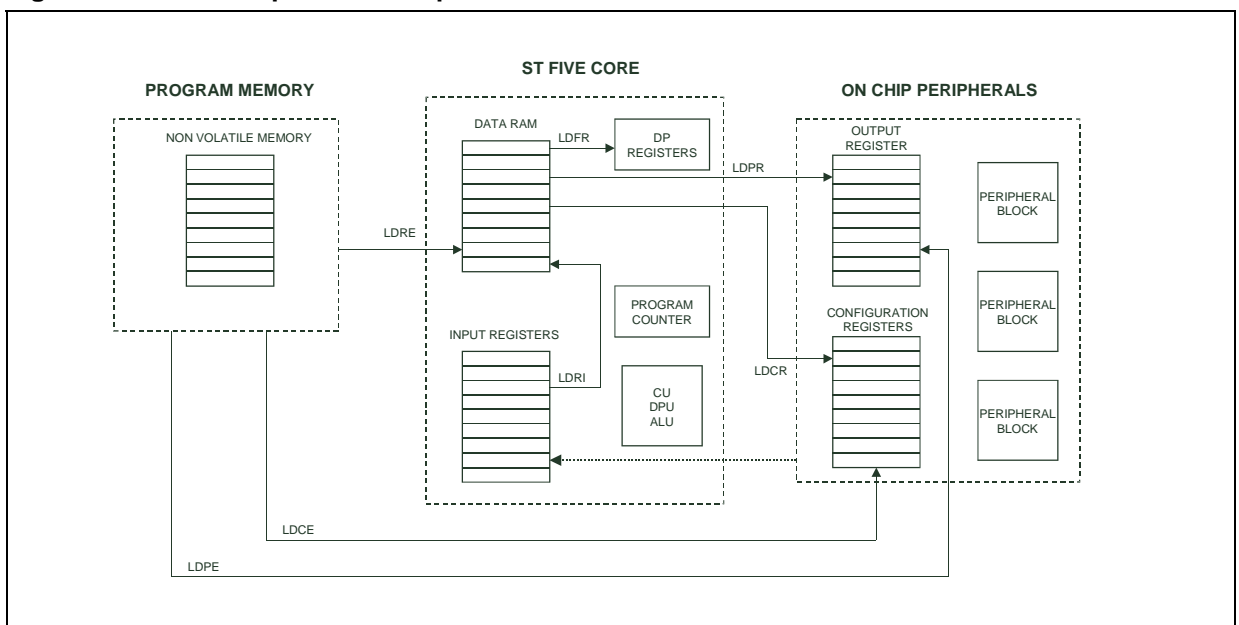 ST FIVE CORE
PROGRAM MEMORY
ON CHIP PERIPHERALS
NON VOLATILE MEMORY
DATA RAM
LDFR
DP
REGISTERS
OUTPUT
REGISTER
LDPR
PERIPHERAL
BLOCK
LDRE
PROGRAM
COUNTER
PERIPHERAL
BLOCK
CONFIGURATION
REGISTERS
INPUT REGISTERS
LDRI
LDCR
CU
DPU
ALU
PERIPHERAL
BLOCK
LDCE
LDPE